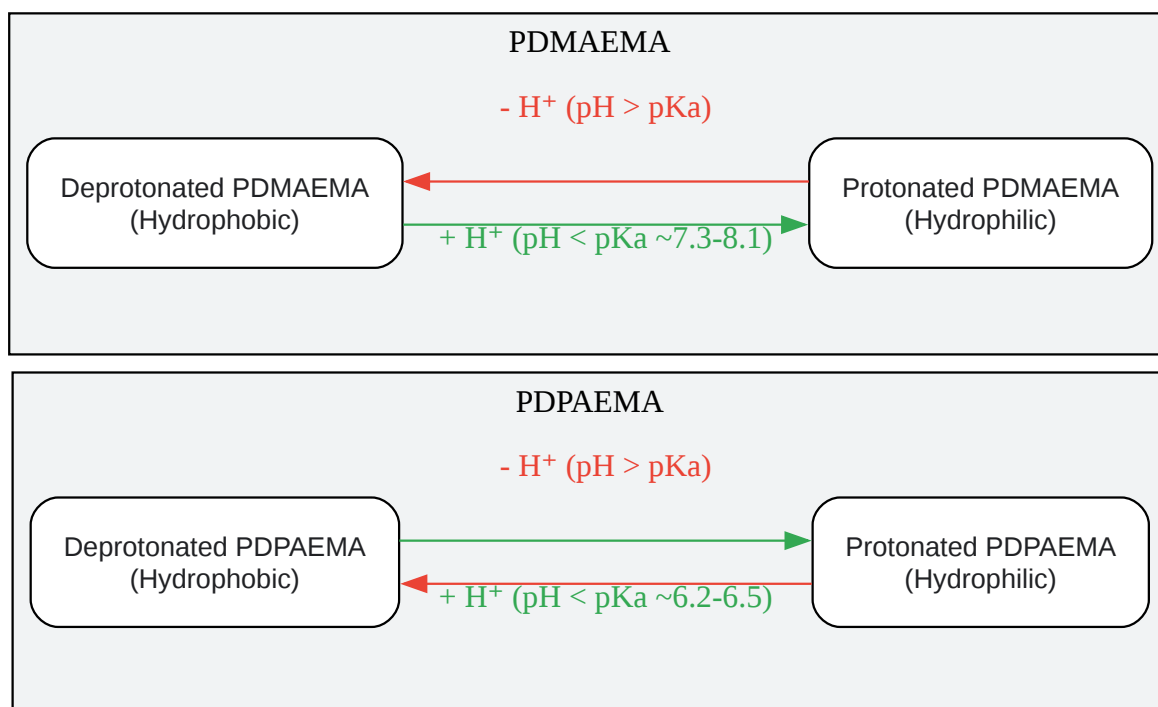 PDMAEMA
- H⁺ (pH > pKa)
Deprotonated PDMAEMA
(Hydrophobic)
Protonated PDMAEMA
(Hydrophilic)
+ H⁺ (pH < pKa ~7.3-8.1)
PDPAEMA
- H⁺ (pH > pKa)
Deprotonated PDPAEMA
(Hydrophobic)
Protonated PDPAEMA
(Hydrophilic)
+ H⁺ (pH < pKa ~6.2-6.5)